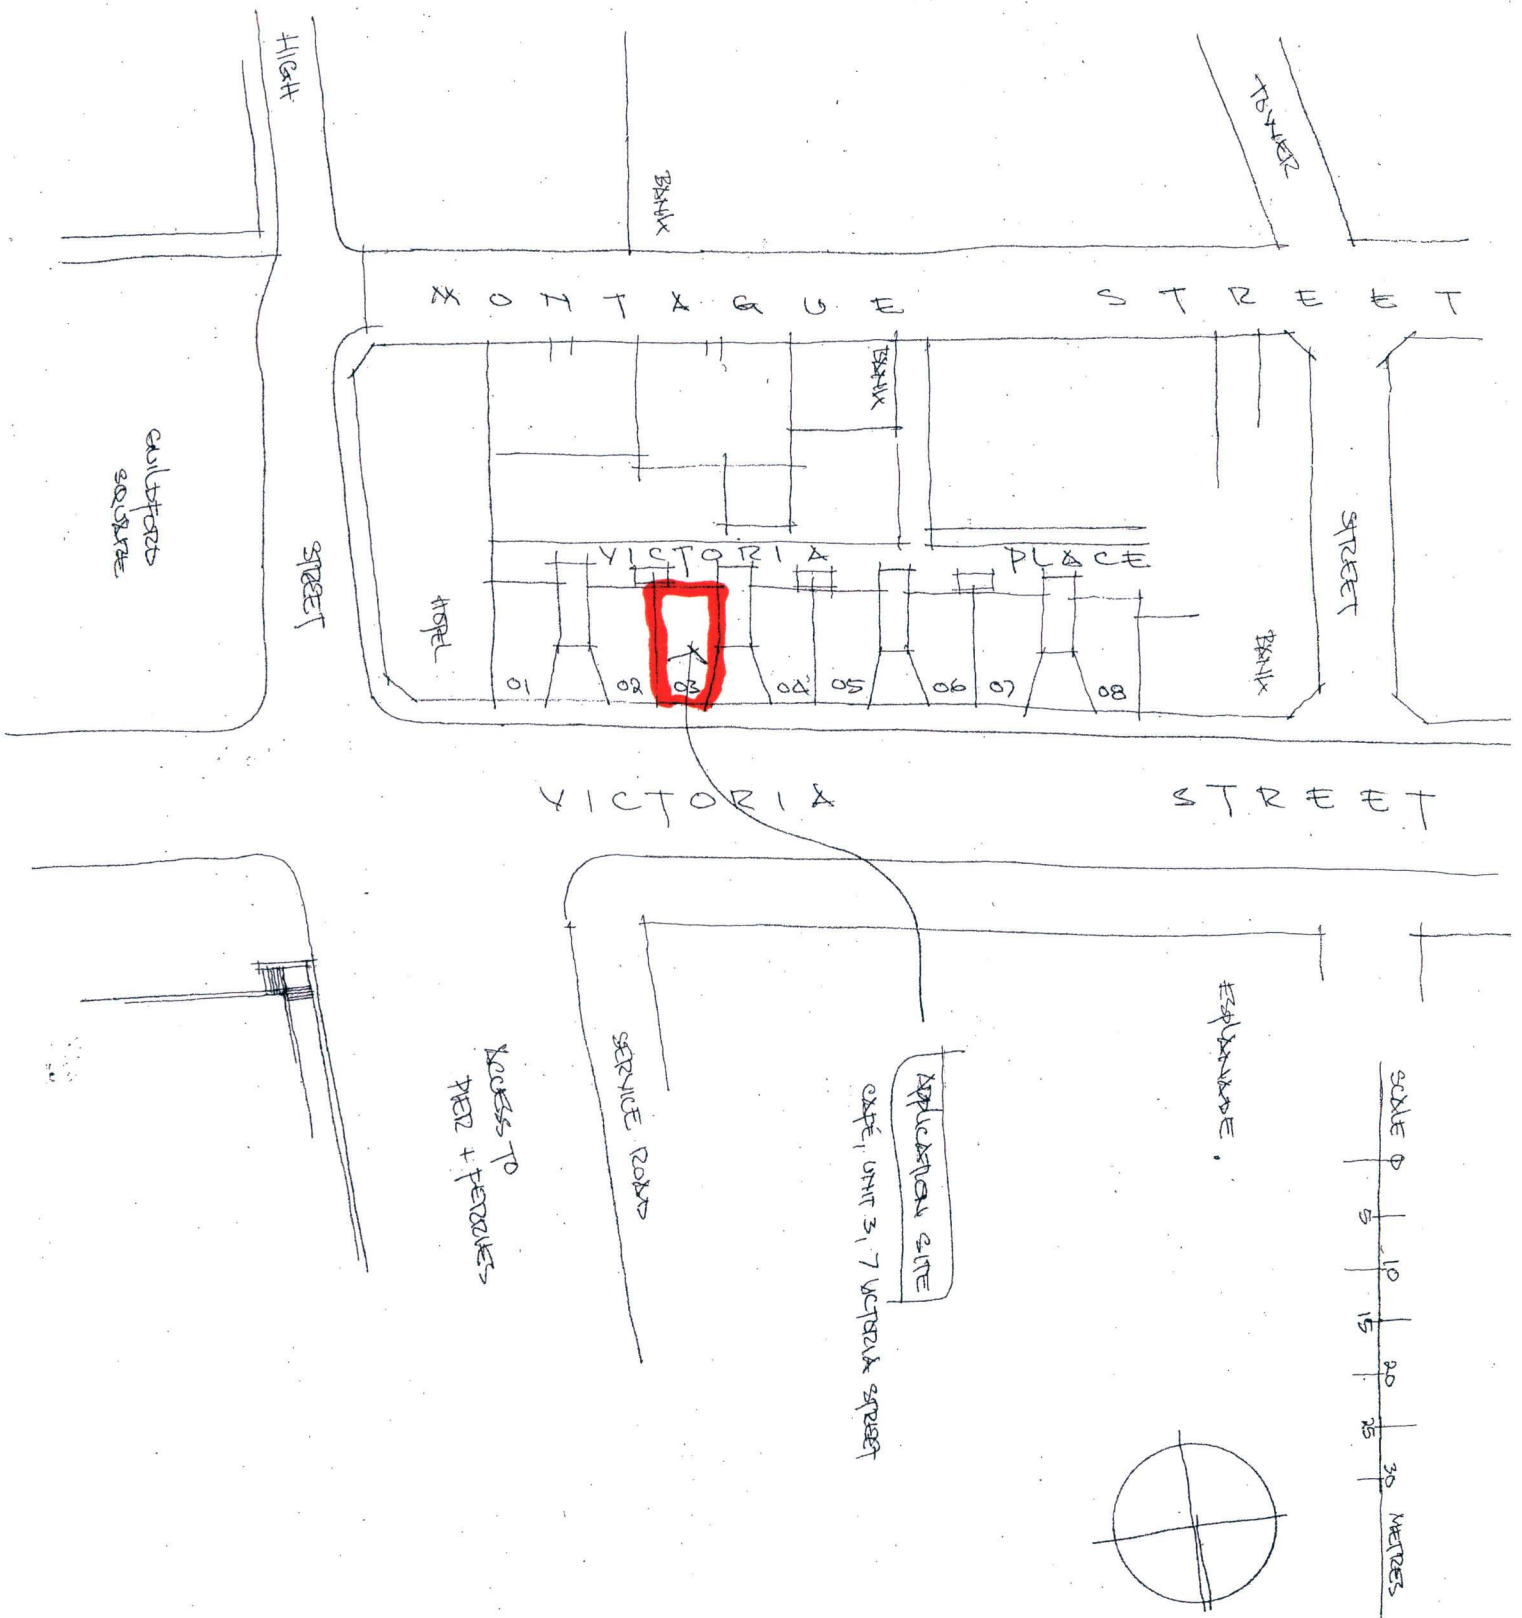 HIGH
STREET
TOWER
STREET
BANK
MONTAGUE STREET
BANK
GUILDFORD
SQUARE
VICTORIA PLACE
HOTEL
BANK
01
02
03
04
05
06
07
08
VICTORIA STREET
SERVICE ROAD
ACCESS TO
PIER + FERRIES
ESPLANADE.
APPLICATION SITE
CAFÉ, UNIT 3, 7 VICTORIA STREET
SCALE 0 5 10 15 20 25 30 METRES